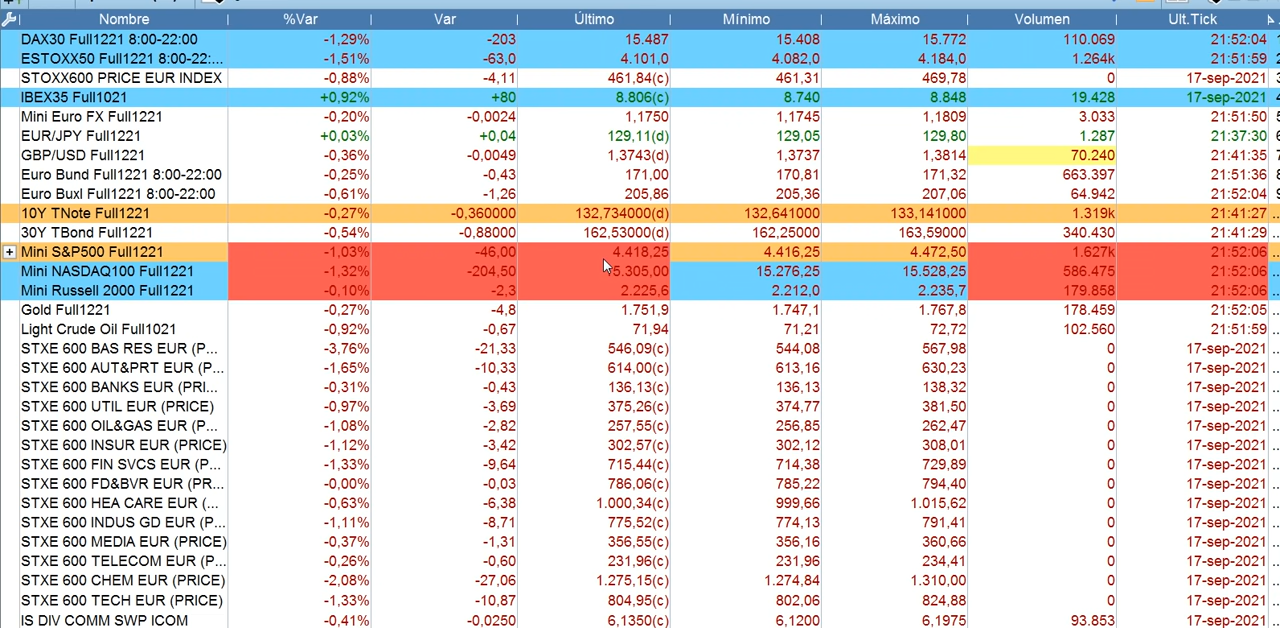 Nombre %Var Var Último Mínimo Máximo Volumen Ult.Tick
DAX30 Full1221 8:00-22:00 -1,29% -203 15.487 15.408 15.772 110.069 21:52:04
ESTOXX50 Full1221 8:00-22:... -1,51% -63,0 4.101,0 4.082,0 4.184,0 1.264k 21:51:59
STOXX600 PRICE EUR INDEX -0,88% -4,11 461,84(c) 461,31 469,78 0 17-sep-2021
IBEX35 Full1021 +0,92% +80 8.806(c) 8.740 8.848 19.428 17-sep-2021
Mini Euro FX Full1221 -0,20% -0,0024 1,1750 1,1745 1,1809 3.033 21:51:50
EUR/JPY Full1221 +0,03% +0,04 129,11(d) 129,05 129,80 1.287 21:37:30
GBP/USD Full1221 -0,36% -0,0049 1,3743(d) 1,3737 1,3814 70.240 21:41:35
Euro Bund Full1221 8:00-22:00 -0,25% -0,43 171,00 170,81 171,32 663.397 21:51:36
Euro Buxl Full1221 8:00-22:00 -0,61% -1,26 205,86 205,36 207,06 64.942 21:52:04
10Y TNote Full1221 -0,27% -0,360000 132,734000(d) 132,641000 133,141000 1.319k 21:41:27 ...
30Y TBond Full1221 -0,54% -0,88000 162,53000(d) 162,25000 163,59000 340.430 21:41:29 ...
Mini S&P500 Full1221 -1,03% -46,00 4.418,25 4.416,25 4.472,50 1.627k 21:52:06 ...
Mini NASDAQ100 Full1221 -1,32% -204,50 15.305,00 15.276,25 15.528,25 586.475 21:52:06 ...
Mini Russell 2000 Full1221 -0,10% -2,3 2.225,6 2.212,0 2.235,7 179.858 21:52:06 ...
Gold Full1221 -0,27% -4,8 1.751,9 1.747,1 1.767,8 178.459 21:52:05 ...
Light Crude Oil Full1021 -0,92% -0,67 71,94 71,21 72,72 102.560 21:51:59 ...
STXE 600 BAS RES EUR (P... -3,76% -21,33 546,09(c) 544,08 567,98 0 17-sep-2021 ...
STXE 600 AUT&PRT EUR (P... -1,65% -10,33 614,00(c) 613,16 630,23 0 17-sep-2021 ...
STXE 600 BANKS EUR (PRI... -0,31% -0,43 136,13(c) 136,13 138,32 0 17-sep-2021 ...
STXE 600 UTIL EUR (PRICE) -0,97% -3,69 375,26(c) 374,77 381,50 0 17-sep-2021 ...
STXE 600 OIL&GAS EUR (P... -1,08% -2,82 257,55(c) 256,85 262,47 0 17-sep-2021 ...
STXE 600 INSUR EUR (PRICE) -1,12% -3,42 302,57(c) 302,12 308,01 0 17-sep-2021 ...
STXE 600 FIN SVCS EUR (P... -1,33% -9,64 715,44(c) 714,38 729,89 0 17-sep-2021 ...
STXE 600 FD&BVR EUR (PR... -0,00% -0,03 786,06(c) 785,22 794,40 0 17-sep-2021 ...
STXE 600 HEA CARE EUR (... -0,63% -6,38 1.000,34(c) 999,66 1.015,62 0 17-sep-2021 ...
STXE 600 INDUS GD EUR (P... -1,11% -8,71 775,52(c) 774,13 791,41 0 17-sep-2021 ...
STXE 600 MEDIA EUR (PRICE) -0,37% -1,31 356,55(c) 356,16 360,66 0 17-sep-2021 ...
STXE 600 TELECOM EUR (P... -0,26% -0,60 231,96(c) 231,96 234,41 0 17-sep-2021 ...
STXE 600 CHEM EUR (PRICE) -2,08% -27,06 1.275,15(c) 1.274,84 1.310,00 0 17-sep-2021 ...
STXE 600 TECH EUR (PRICE) -1,33% -10,87 804,95(c) 802,06 824,88 0 17-sep-2021 ...
IS DIV COMM SWP ICOM -0,41% -0,0250 6,1350(c) 6,1200 6,1975 93.853 17-sep-2021 ...